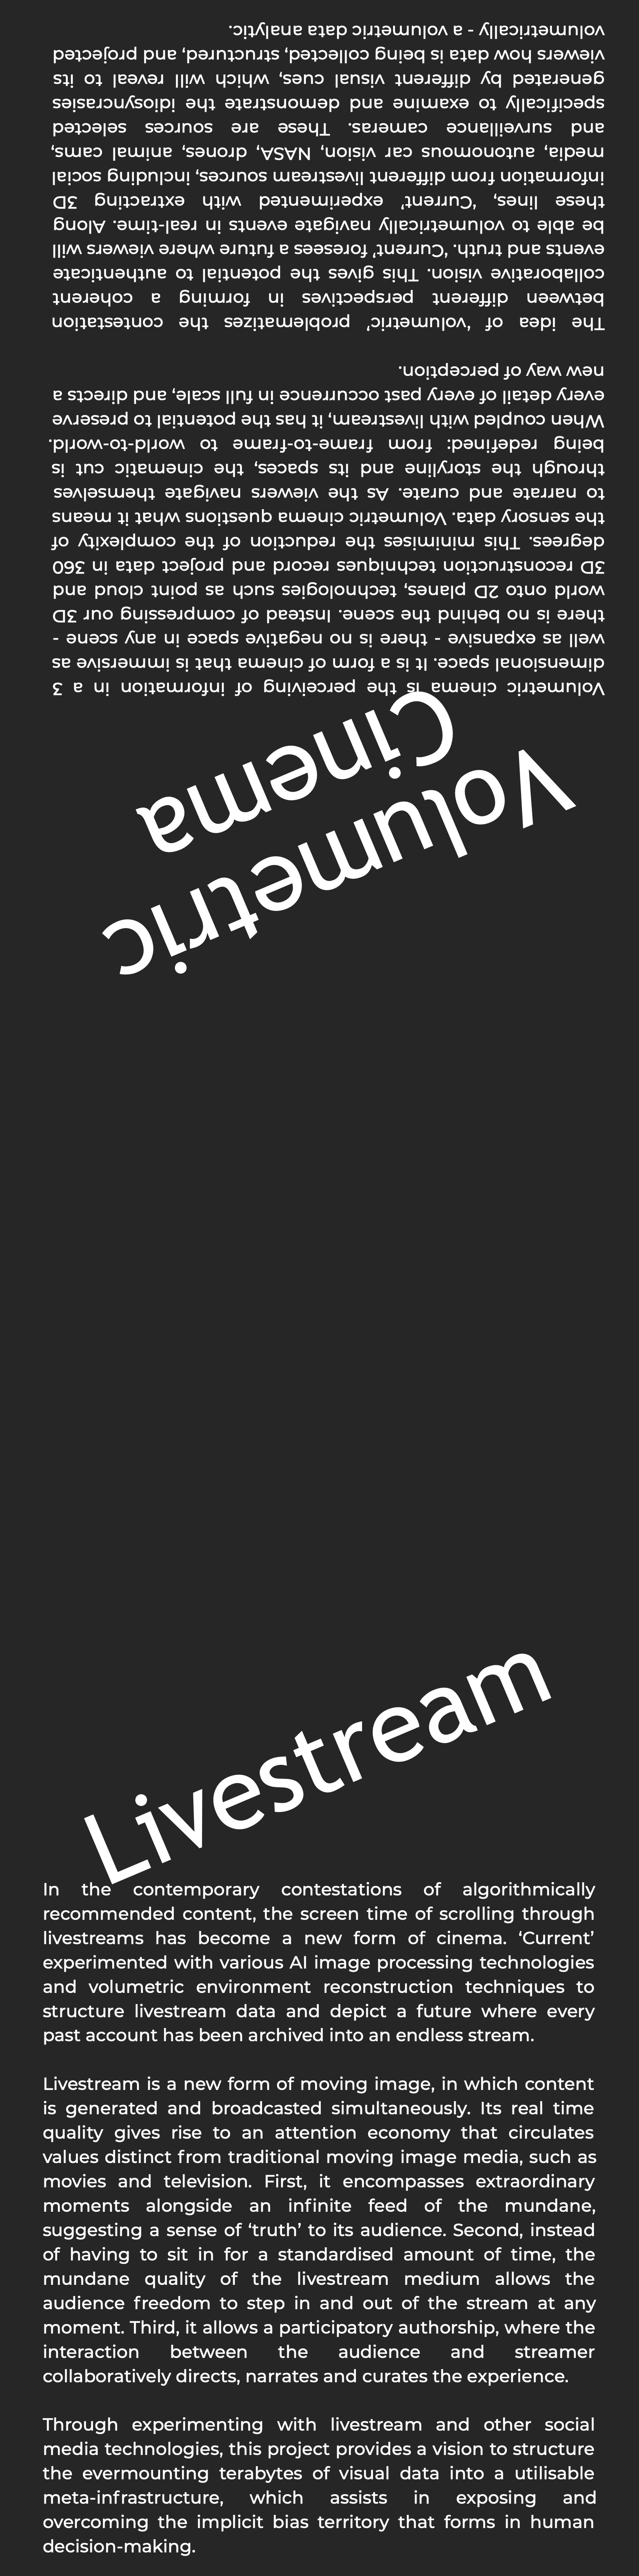 Volumetric
Cinema
Volumetric cinema is the perceiving of information in a 3
dimensional space. It is a form of cinema that is immersive as
well as expansive - there is no negative space in any scene -
there is no behind the scene. Instead of compressing our 3D
world onto 2D planes, technologies such as point cloud and
3D reconstruction techniques record and project data in 360
degrees. This minimises the reduction of the complexity of
the sensory data. Volumetric cinema questions what it means
to narrate and curate. As the viewers navigate themselves
through the storyline and its spaces, the cinematic cut is
being redefined: from frame-to-frame to world-to-world.
When coupled with livestream, it has the potential to preserve
every detail of every past occurrence in full scale, and directs a
new way of perception.
The idea of ‘volumetric’ problematizes the contestation
between different perspectives in forming a coherent
collaborative vision. This gives the potential to authenticate
events and truth. ‘Current’ foresees a future where viewers will
be able to volumetrically navigate events in real-time. Along
these lines, ‘Current’ experimented with extracting 3D
information from different livestream sources, including social
media, autonomous car vision, NASA, drones, animal cams,
and surveillance cameras. These are sources selected
specifically to examine and demonstrate the idiosyncrasies
generated by different visual cues, which will reveal to its
viewers how data is being collected, structured, and projected
volumetrically - a volumetric data analytic.
Livestream
In the contemporary contestations of algorithmically
recommended content, the screen time of scrolling through
livestreams has become a new form of cinema. ‘Current’
experimented with various AI image processing technologies
and volumetric environment reconstruction techniques to
structure livestream data and depict a future where every
past account has been archived into an endless stream.
Livestream is a new form of moving image, in which content
is generated and broadcasted simultaneously. Its real time
quality gives rise to an attention economy that circulates
values distinct from traditional moving image media, such as
movies and television. First, it encompasses extraordinary
moments alongside an infinite feed of the mundane,
suggesting a sense of ‘truth’ to its audience. Second, instead
of having to sit in for a standardised amount of time, the
mundane quality of the livestream medium allows the
audience freedom to step in and out of the stream at any
moment. Third, it allows a participatory authorship, where the
interaction between the audience and streamer
collaboratively directs, narrates and curates the experience.
Through experimenting with livestream and other social
media technologies, this project provides a vision to structure
the evermounting terabytes of visual data into a utilisable
meta-infrastructure, which assists in exposing and
overcoming the implicit bias territory that forms in human
decision-making.